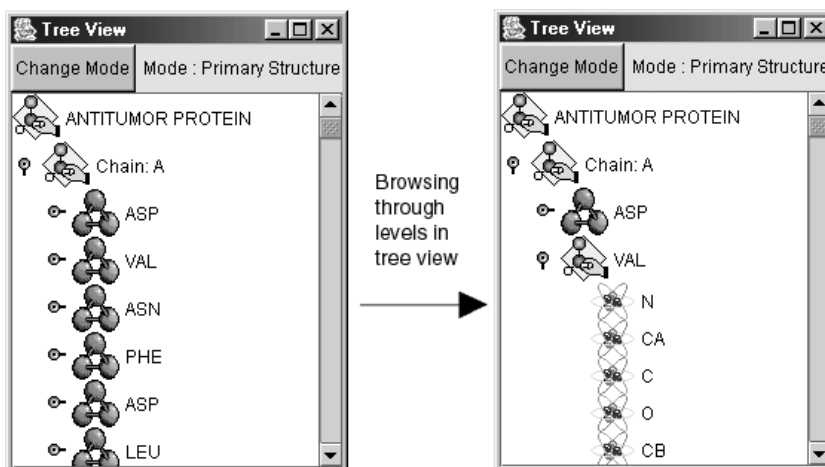 Tree View
Change Mode Mode : Primary Structure
ANTITUMOR PROTEIN
Chain: A
ASP
VAL
ASN
PHE
ASP
LEU
Browsing
through
levels in
tree view
Tree View
Change Mode Mode : Primary Structure
ANTITUMOR PROTEIN
Chain: A
ASP
VAL
N
CA
C
O
CB